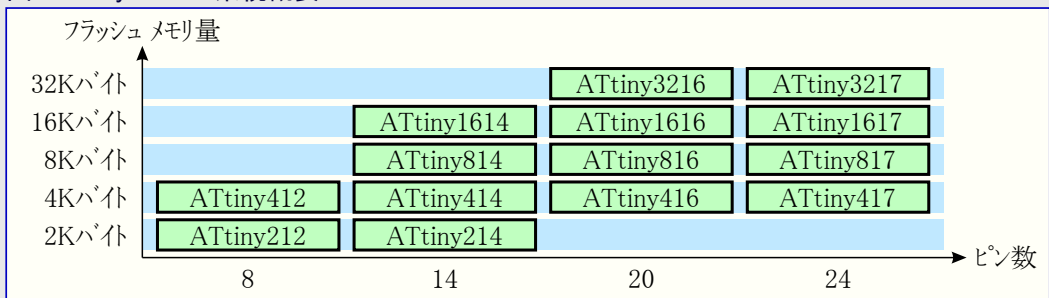 フラッシュ メモリ量
32Kバイト ATtiny3216 ATtiny3217
16Kバイト ATtiny1614 ATtiny1616 ATtiny1617
8Kバイト ATtiny814 ATtiny816 ATtiny817
4Kバイト ATtiny412 ATtiny414 ATtiny416 ATtiny417
2Kバイト ATtiny212 ATtiny214
ピン数
8 14 20 24